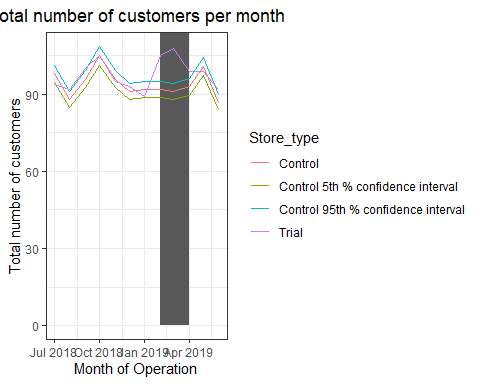 otal number of customers per month
Total number of customers
90
60
30
0
Jul 2018 Oct 2018 Jan 2019 Apr 2019
Month of Operation
Store_type
Control
Control 5th % confidence interval
Control 95th % confidence interval
Trial